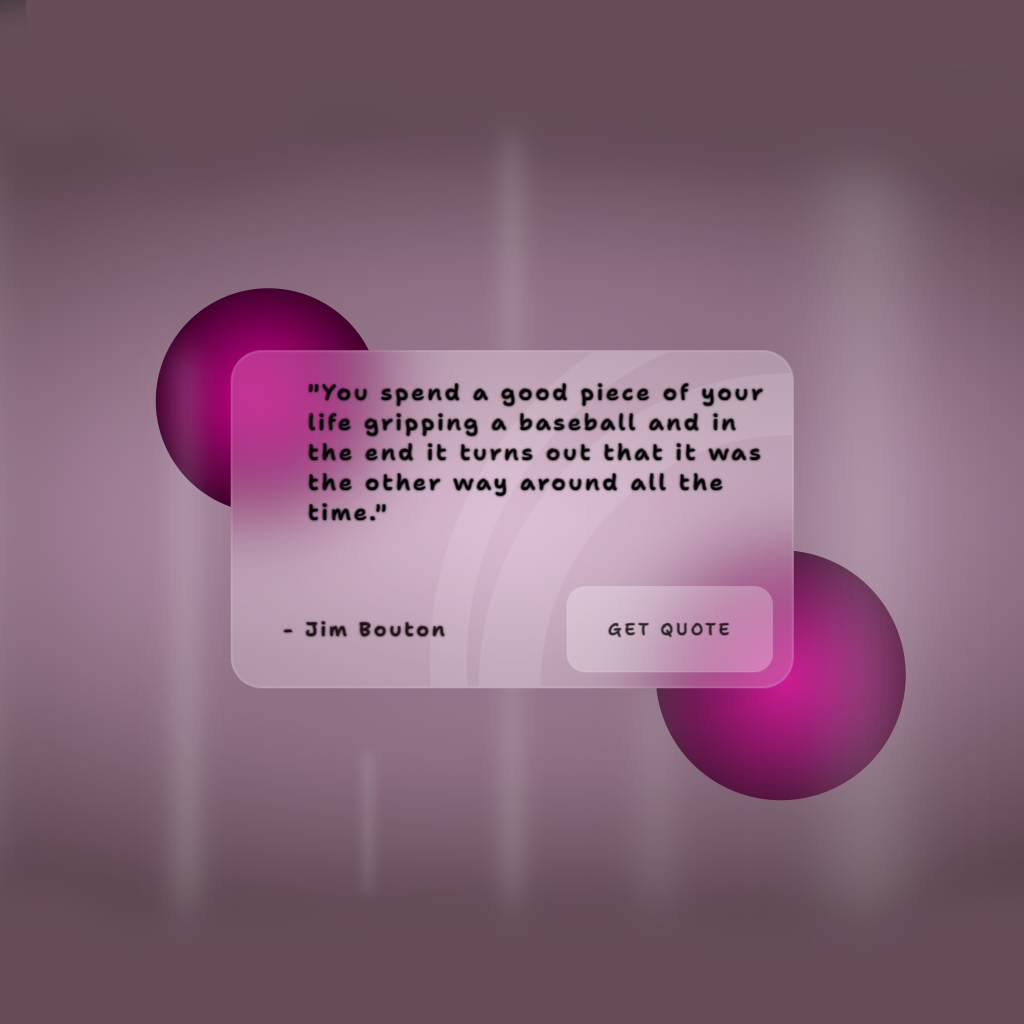 "You spend a good piece of your
life gripping a baseball and in
the end it turns out that it was
the other way around all the
time."
- Jim Bouton
GET QUOTE